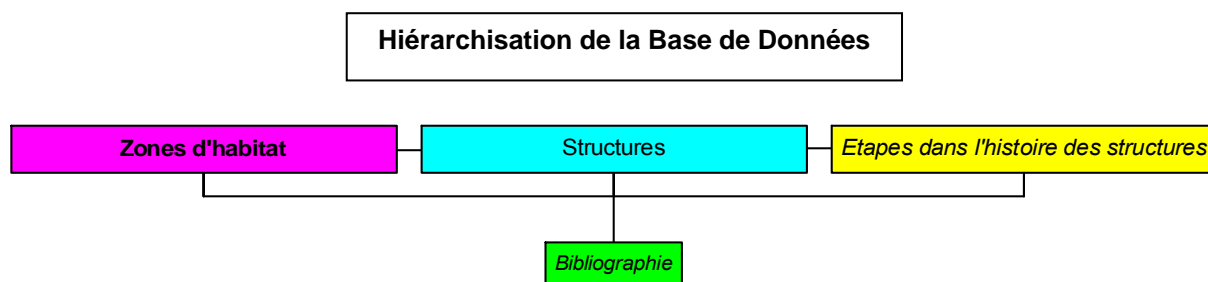 Hiérarchisation de la Base de Données
Zones d'habitat
Structures
Etapes dans l'histoire des structures
Bibliographie